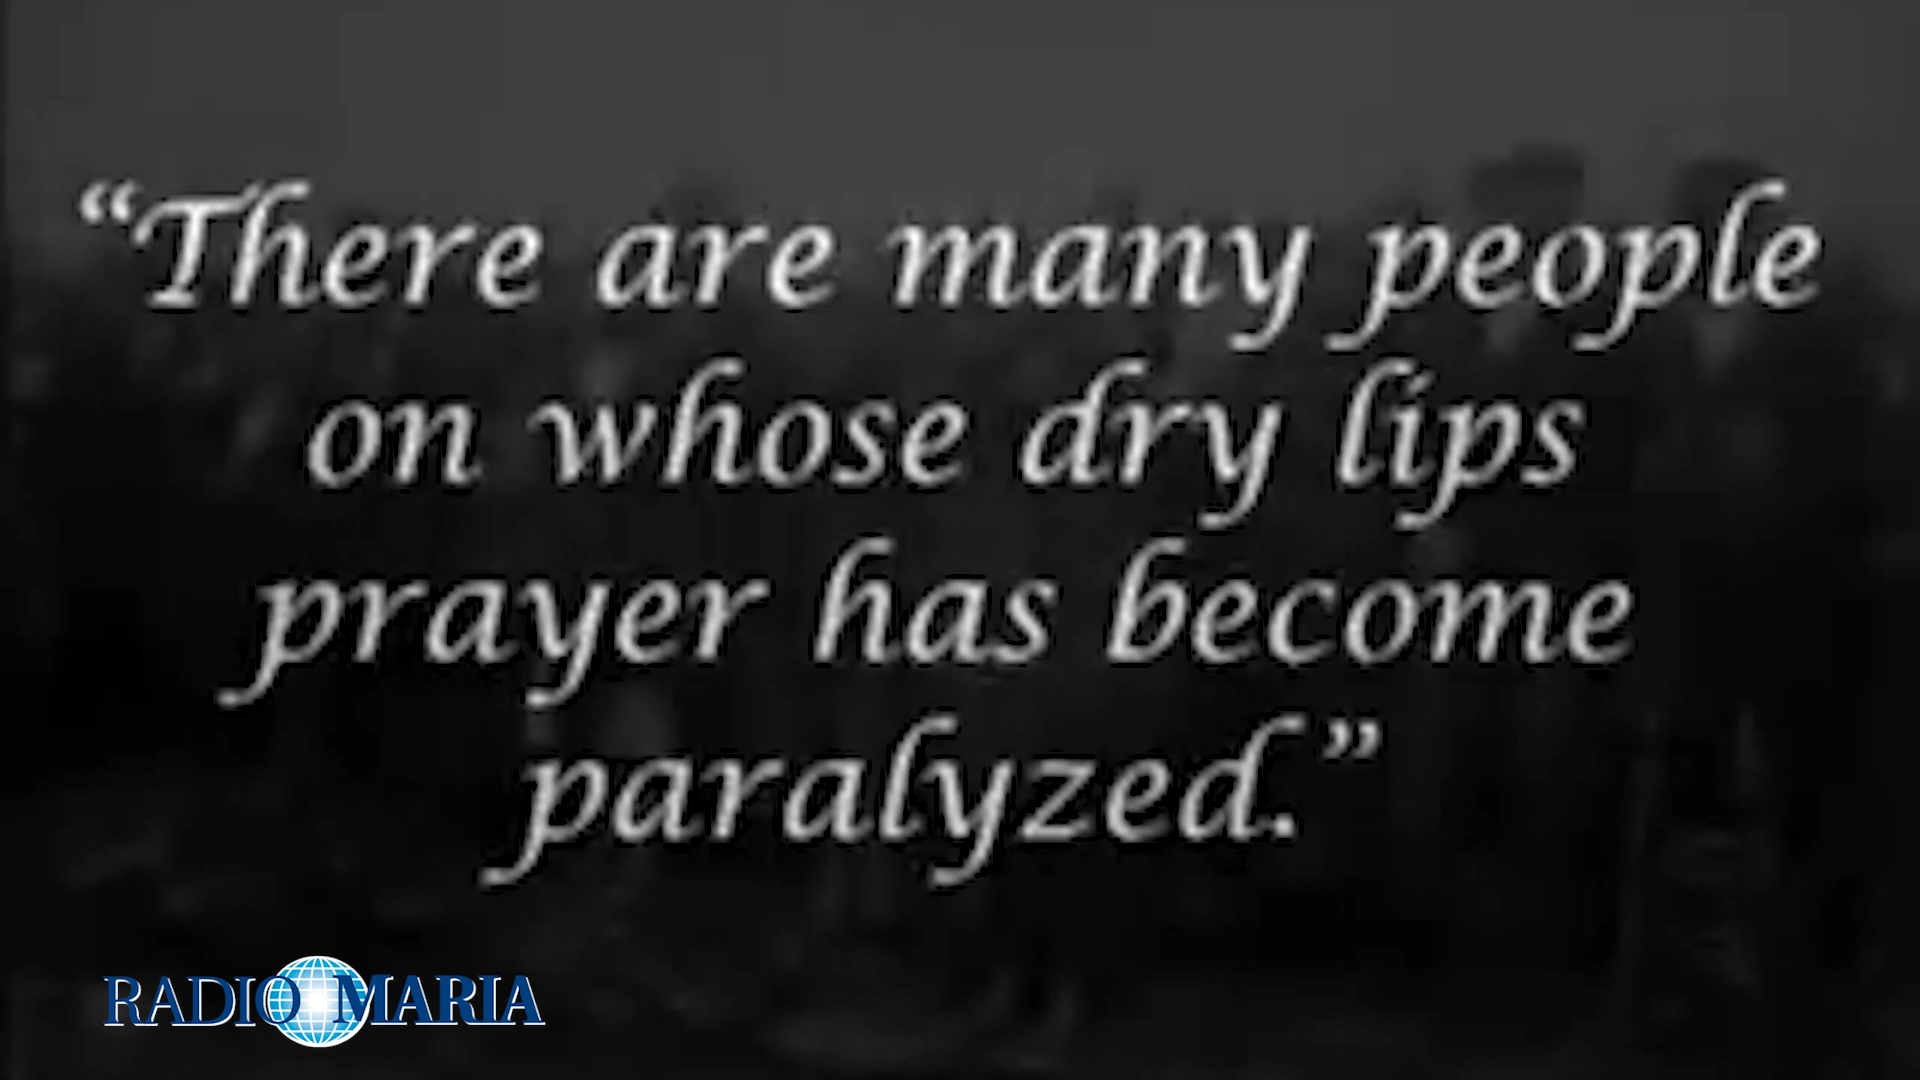 “There are many people
on whose dry lips
prayer has become
paralyzed.”
RADIO MARIA